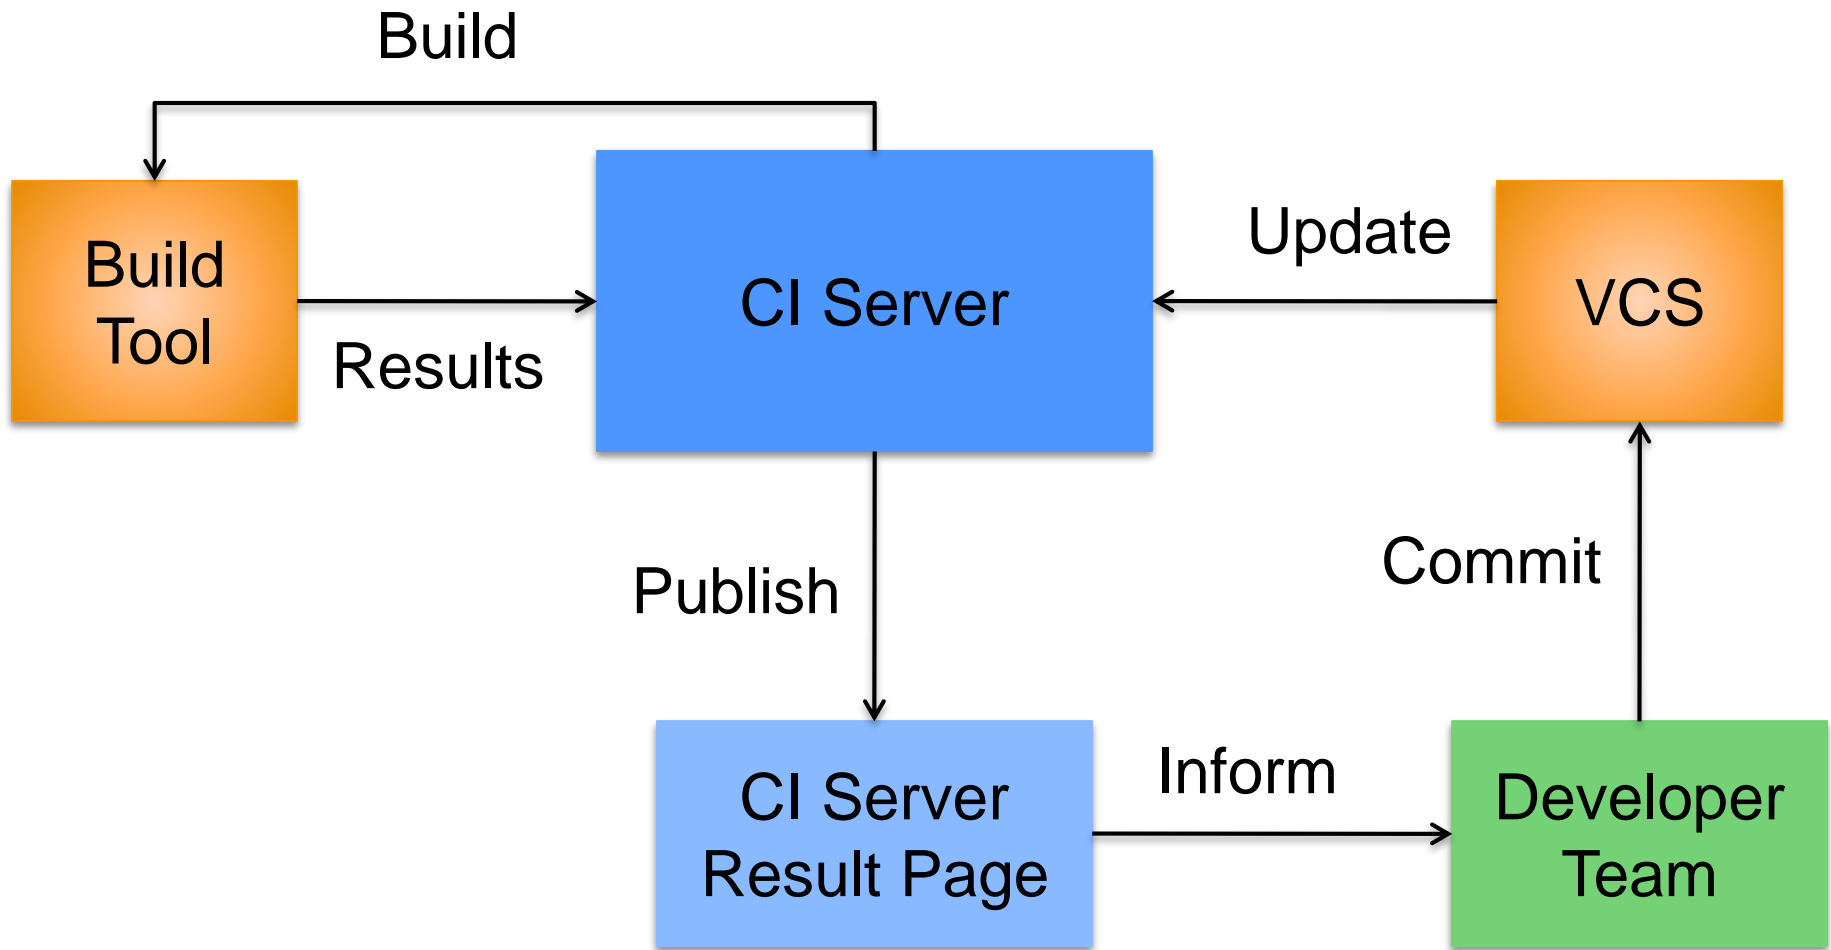 Build
Build
Tool
Results
CI Server
Update
VCS
Publish
Commit
CI Server
Result Page
Inform
Developer
Team